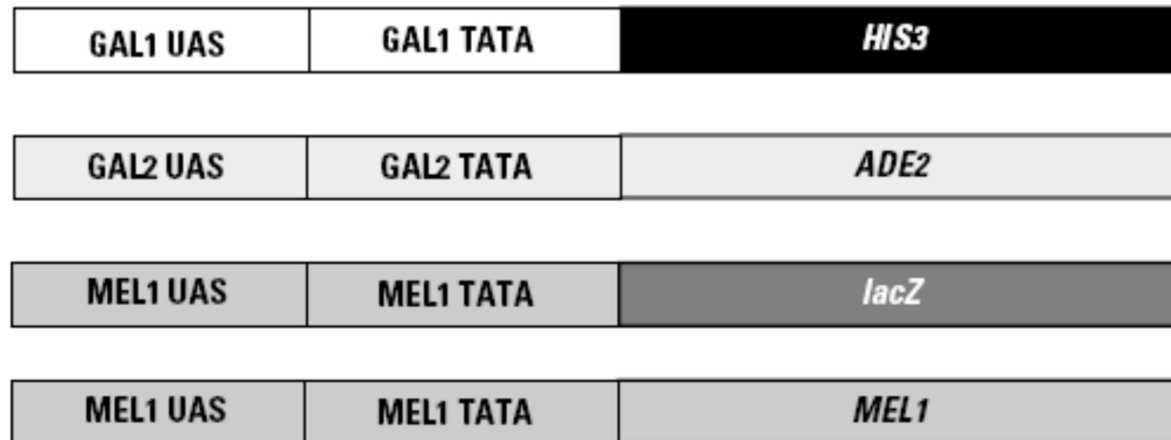 GAL1 UAS GAL1 TATA HIS3
GAL2 UAS GAL2 TATA ADE2
MEL1 UAS MEL1 TATA lacZ
MEL1 UAS MEL1 TATA MEL1